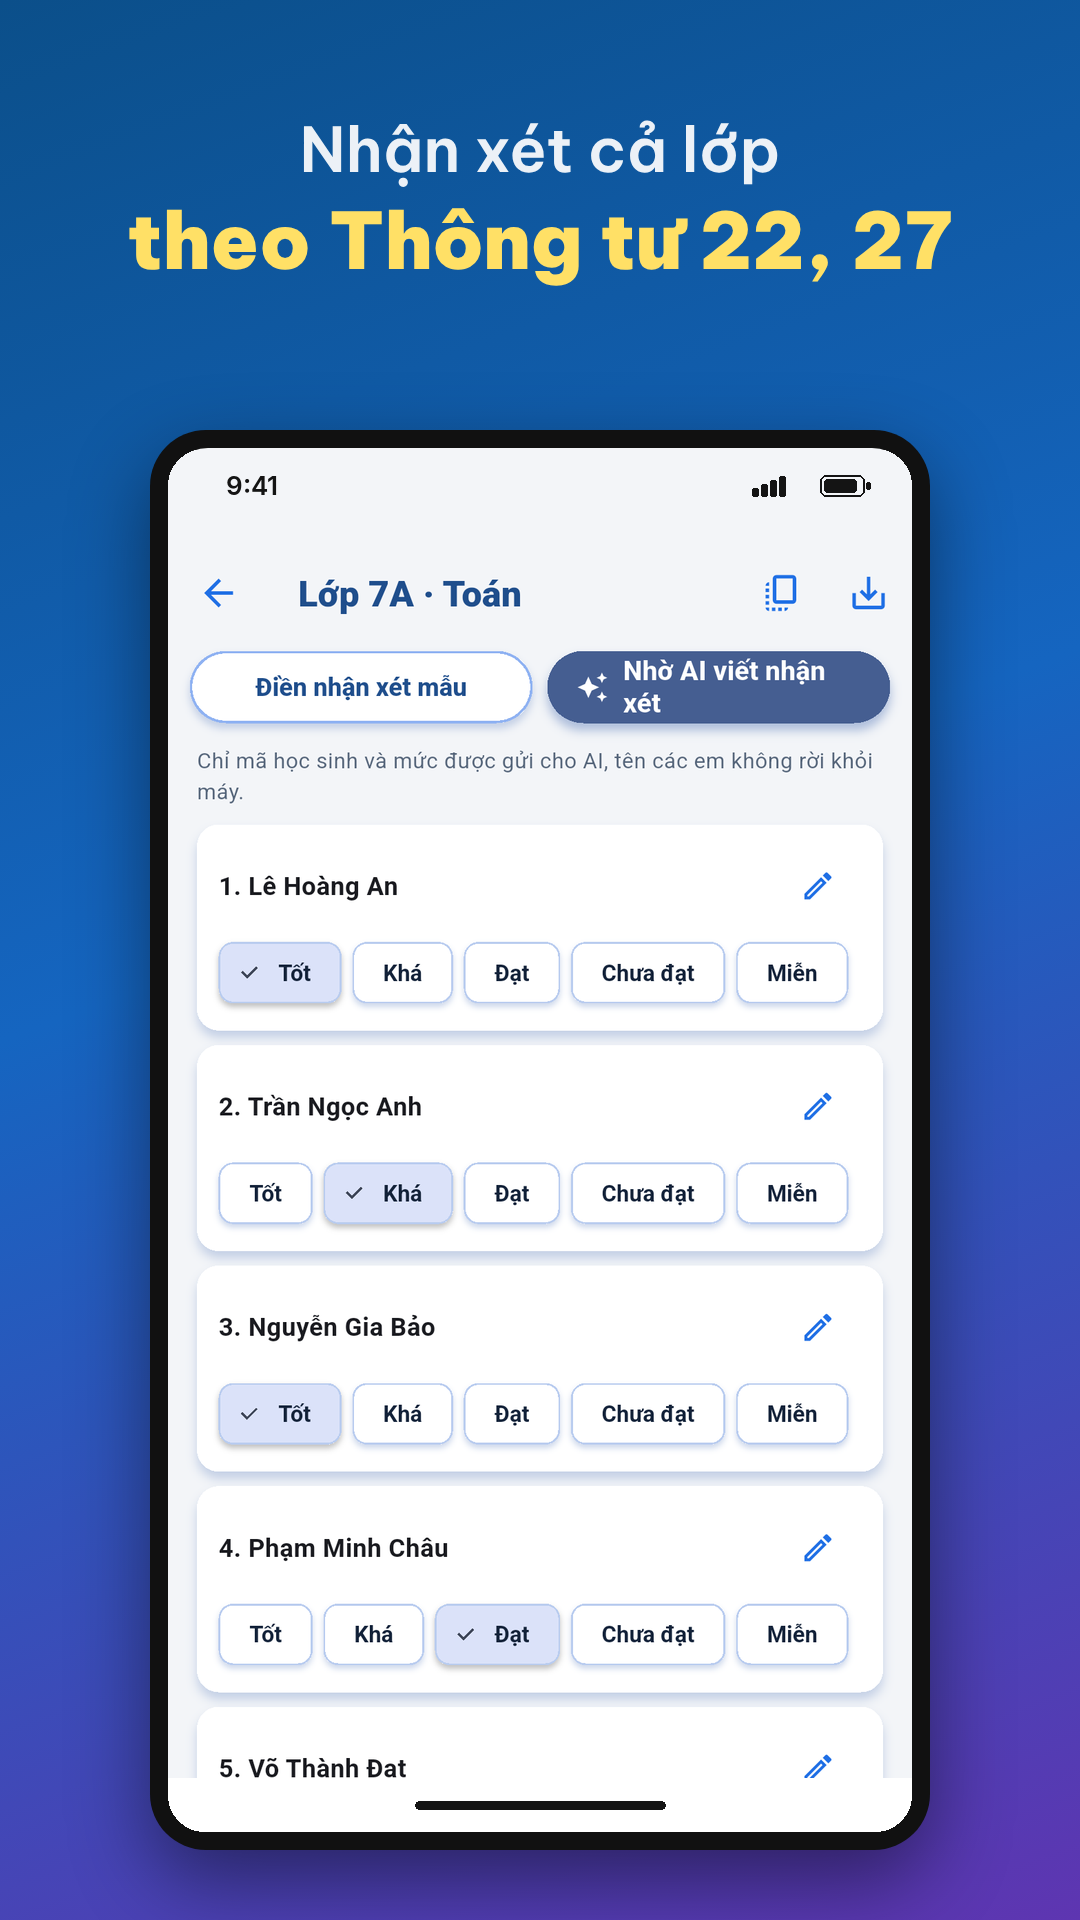 Nhận xét cả lớp
theo Thông tư 22, 27
9:41
Lớp 7A · Toán
Điền nhận xét mẫu
Nhờ AI viết nhận
xét
Chỉ mã học sinh và mức được gửi cho AI, tên các em không rời khỏi
máy.
1. Lê Hoàng An
Tốt Khá Đạt Chưa đạt Miễn
2. Trần Ngọc Anh
Tốt Khá Đạt Chưa đạt Miễn
3. Nguyễn Gia Bảo
Tốt Khá Đạt Chưa đạt Miễn
4. Phạm Minh Châu
Tốt Khá Đạt Chưa đạt Miễn
5. Võ Thành Đat